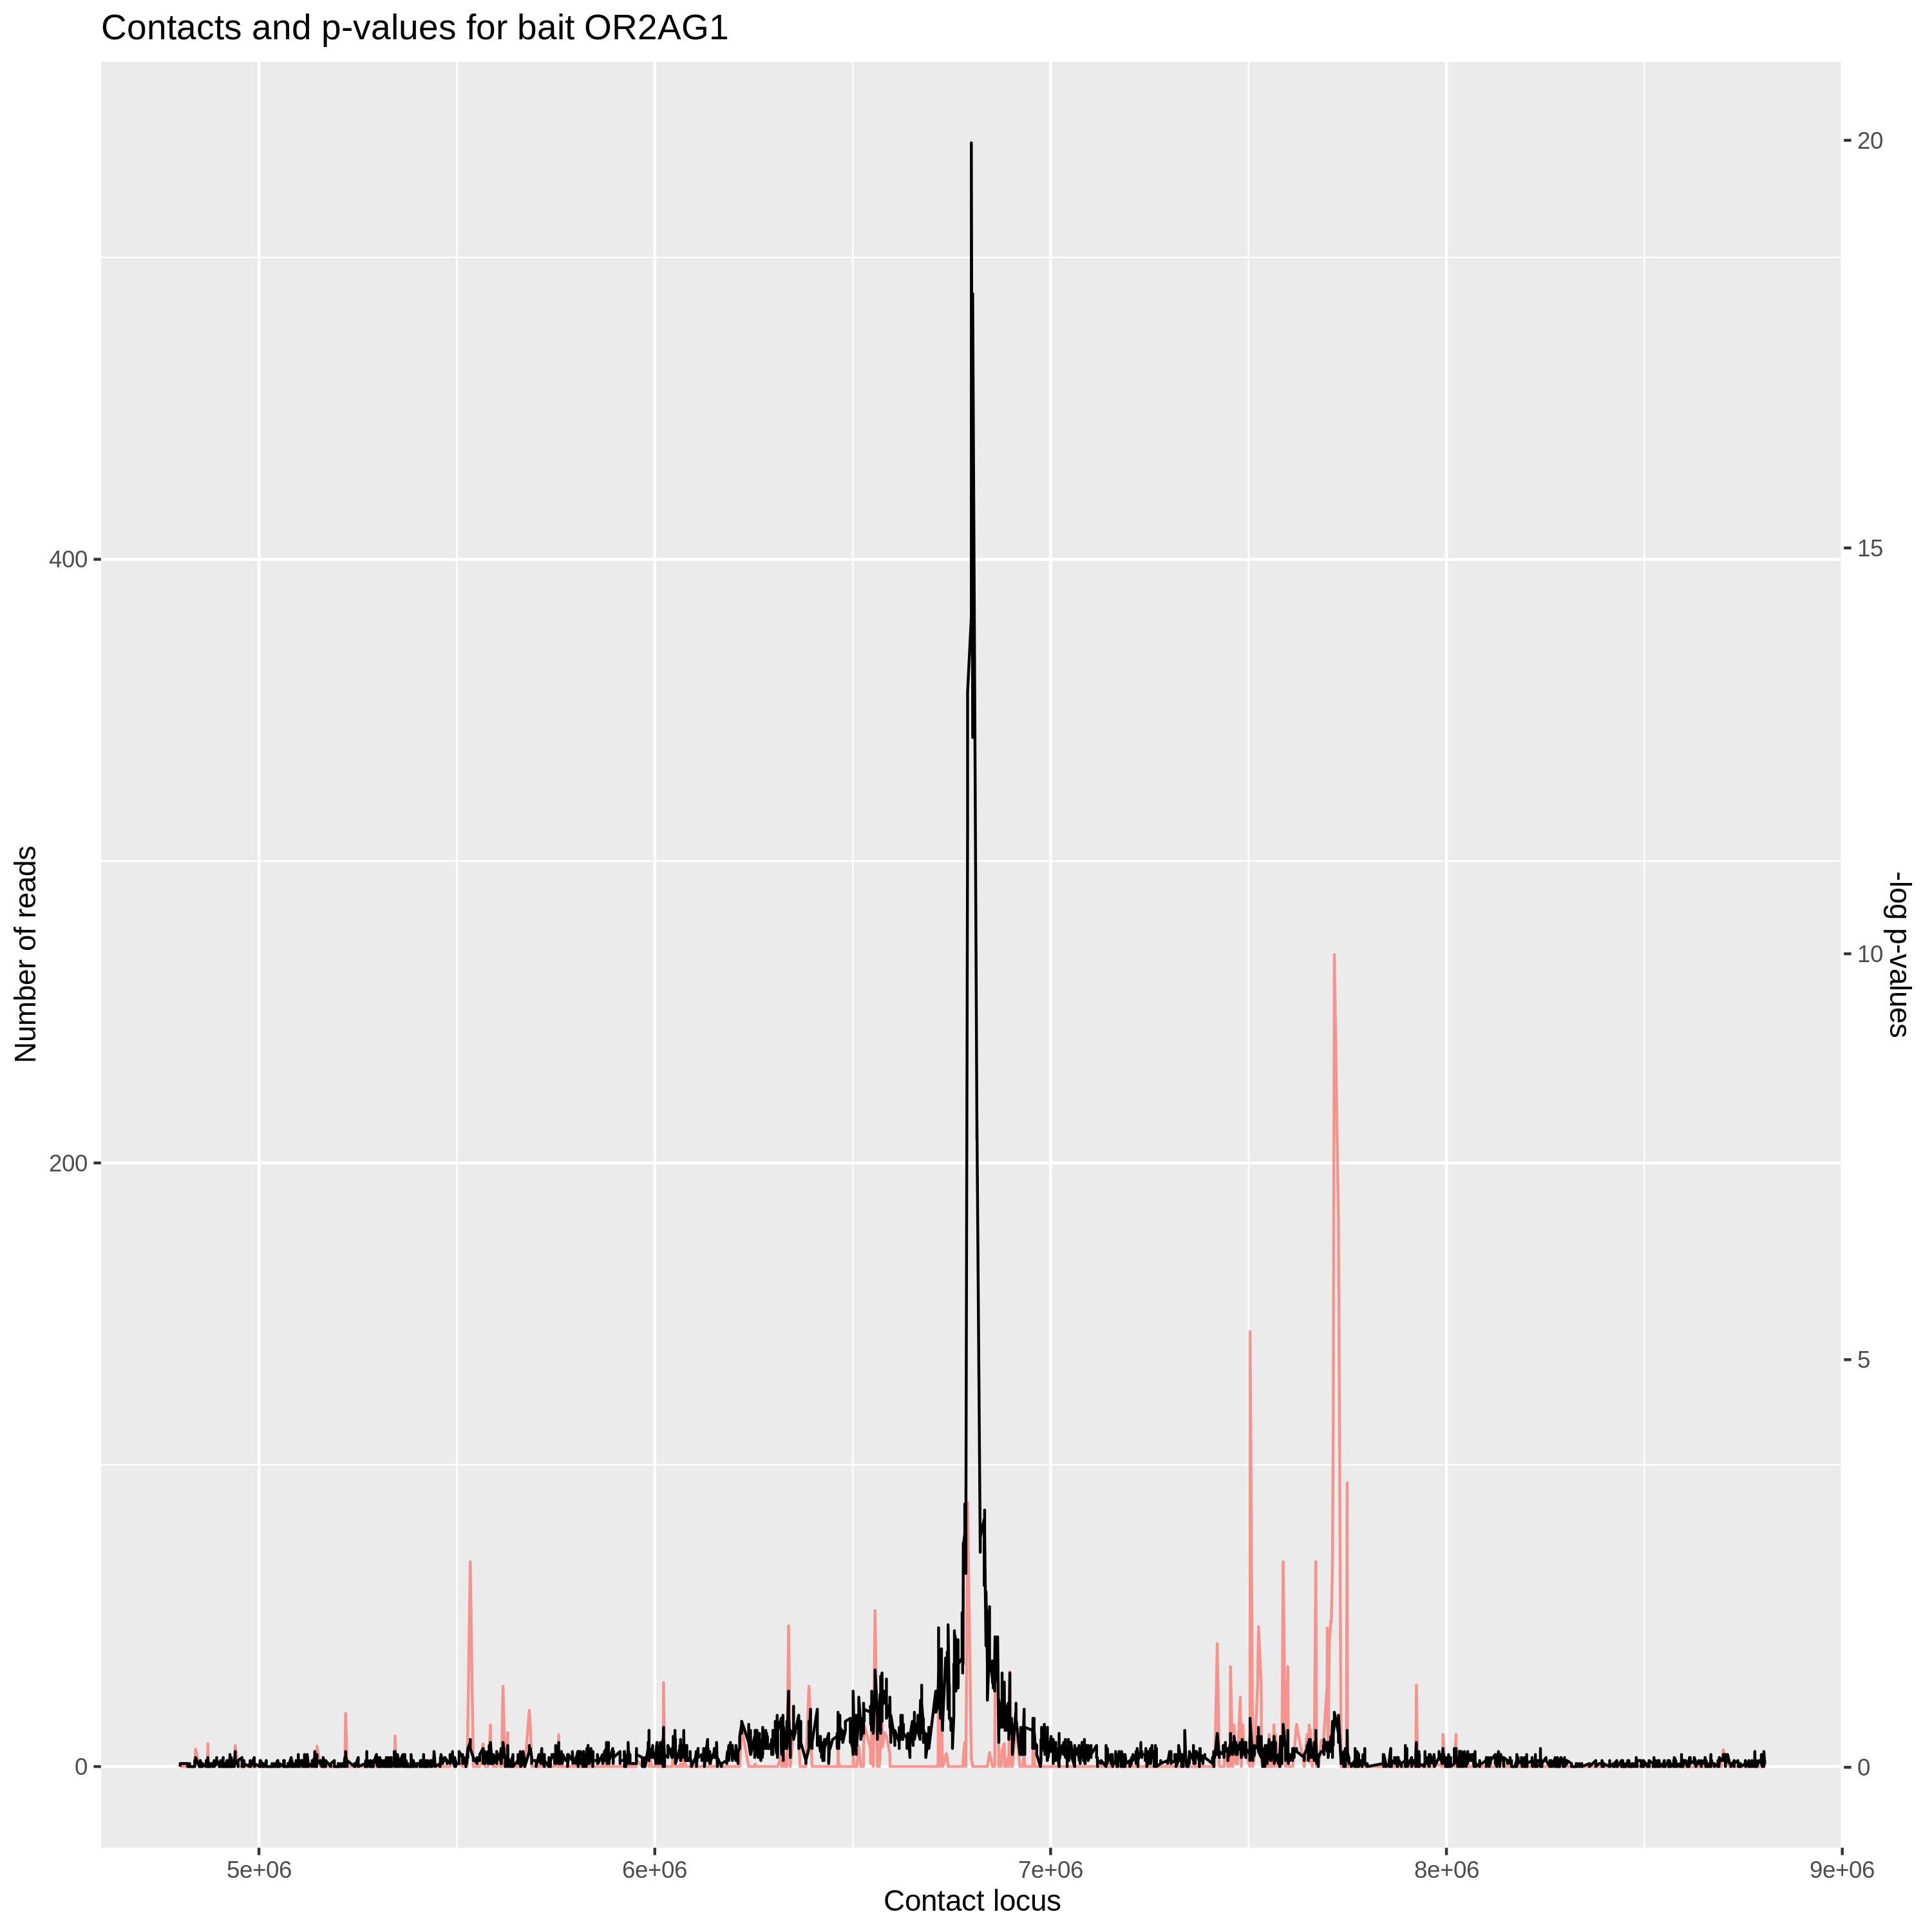 Contacts and p-values for bait OR2AG1
Number of reads
400
200
0
20
15
10
5
0
-log p-values
5e+06
6e+06
7e+06
8e+06
9e+06
Contact locus